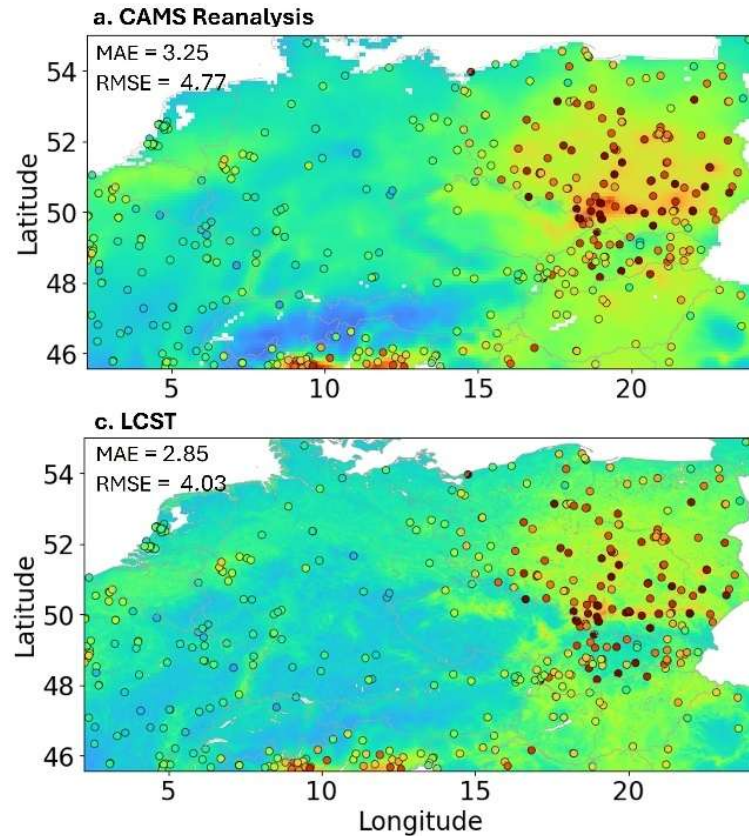 a. CAMS Reanalysis
MAE = 3.25
RMSE = 4.77
54
52
50
48
46
Latitude
5
10
15
20
c. LCST
MAE = 2.85
RMSE = 4.03
54
52
50
48
46
Latitude
5
10
15
20
Longitude